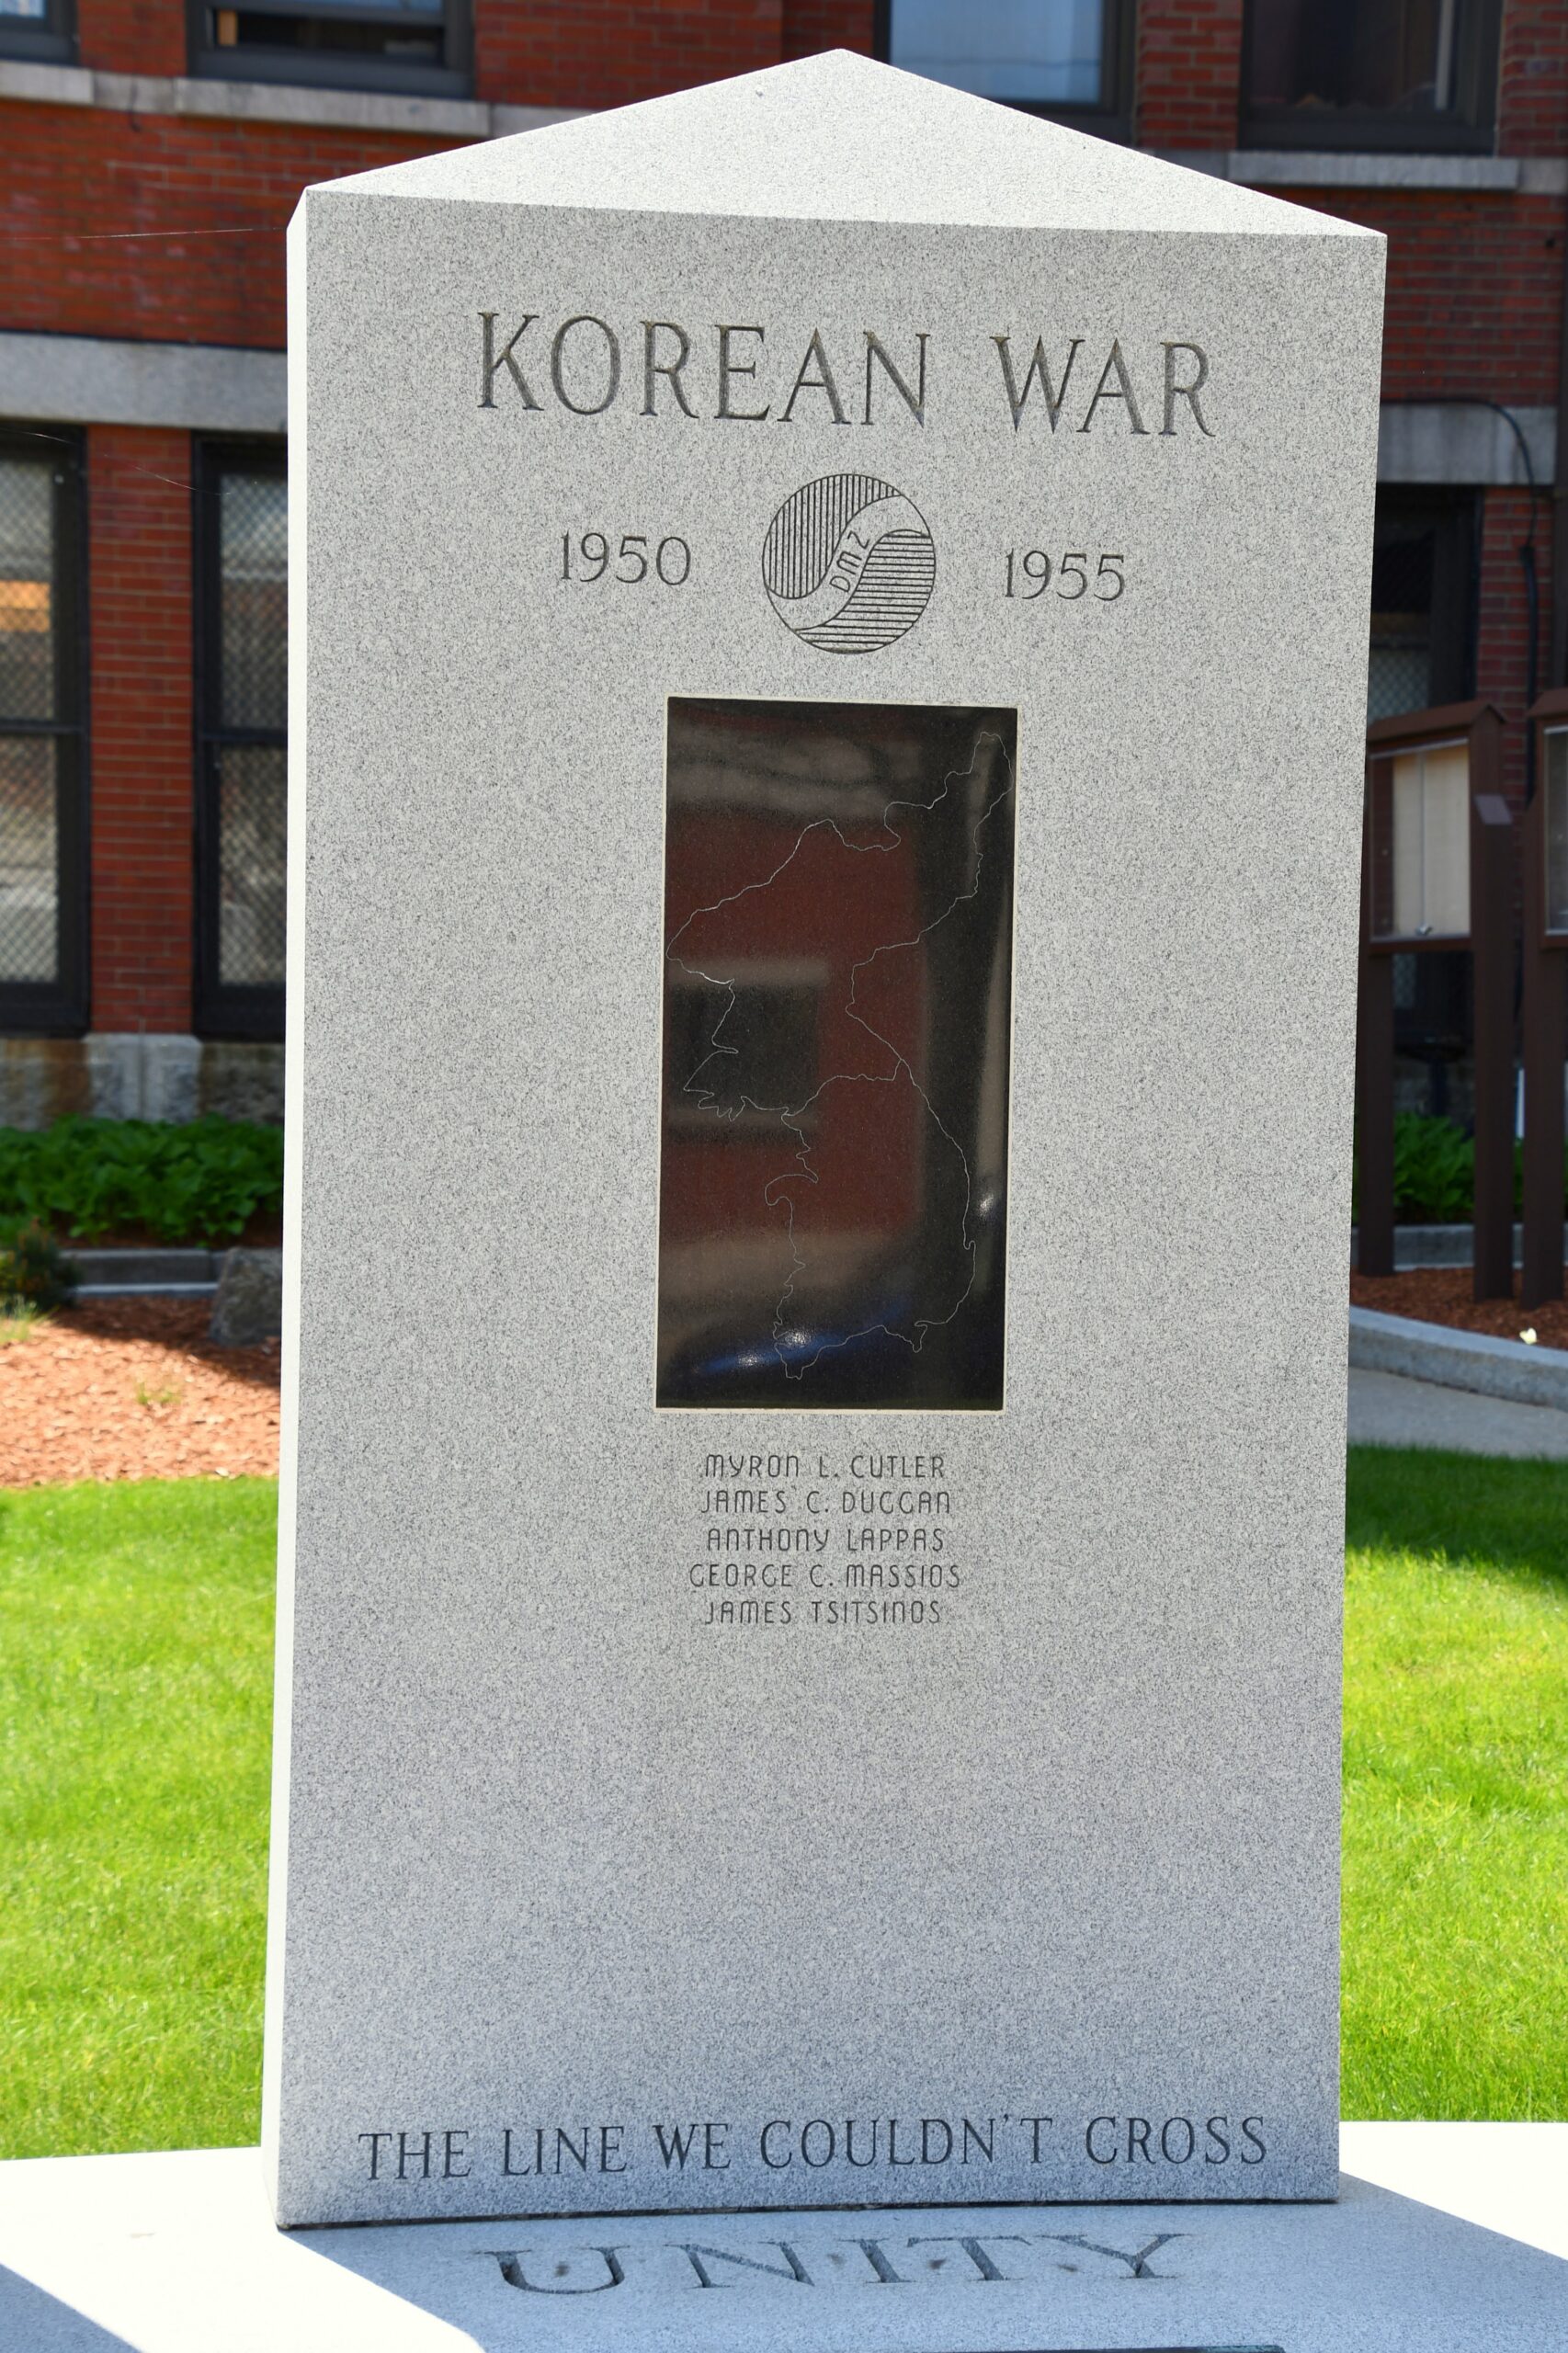 KOREAN WAR
1950 DMZ 1955
MYRON L. CUTLER
JAMES C. DUGGAN
ANTHONY LAPPAS
GEORGE C. MASSIOS
JAMES TSITSINOS
THE LINE WE COULDN'T CROSS
UNITY